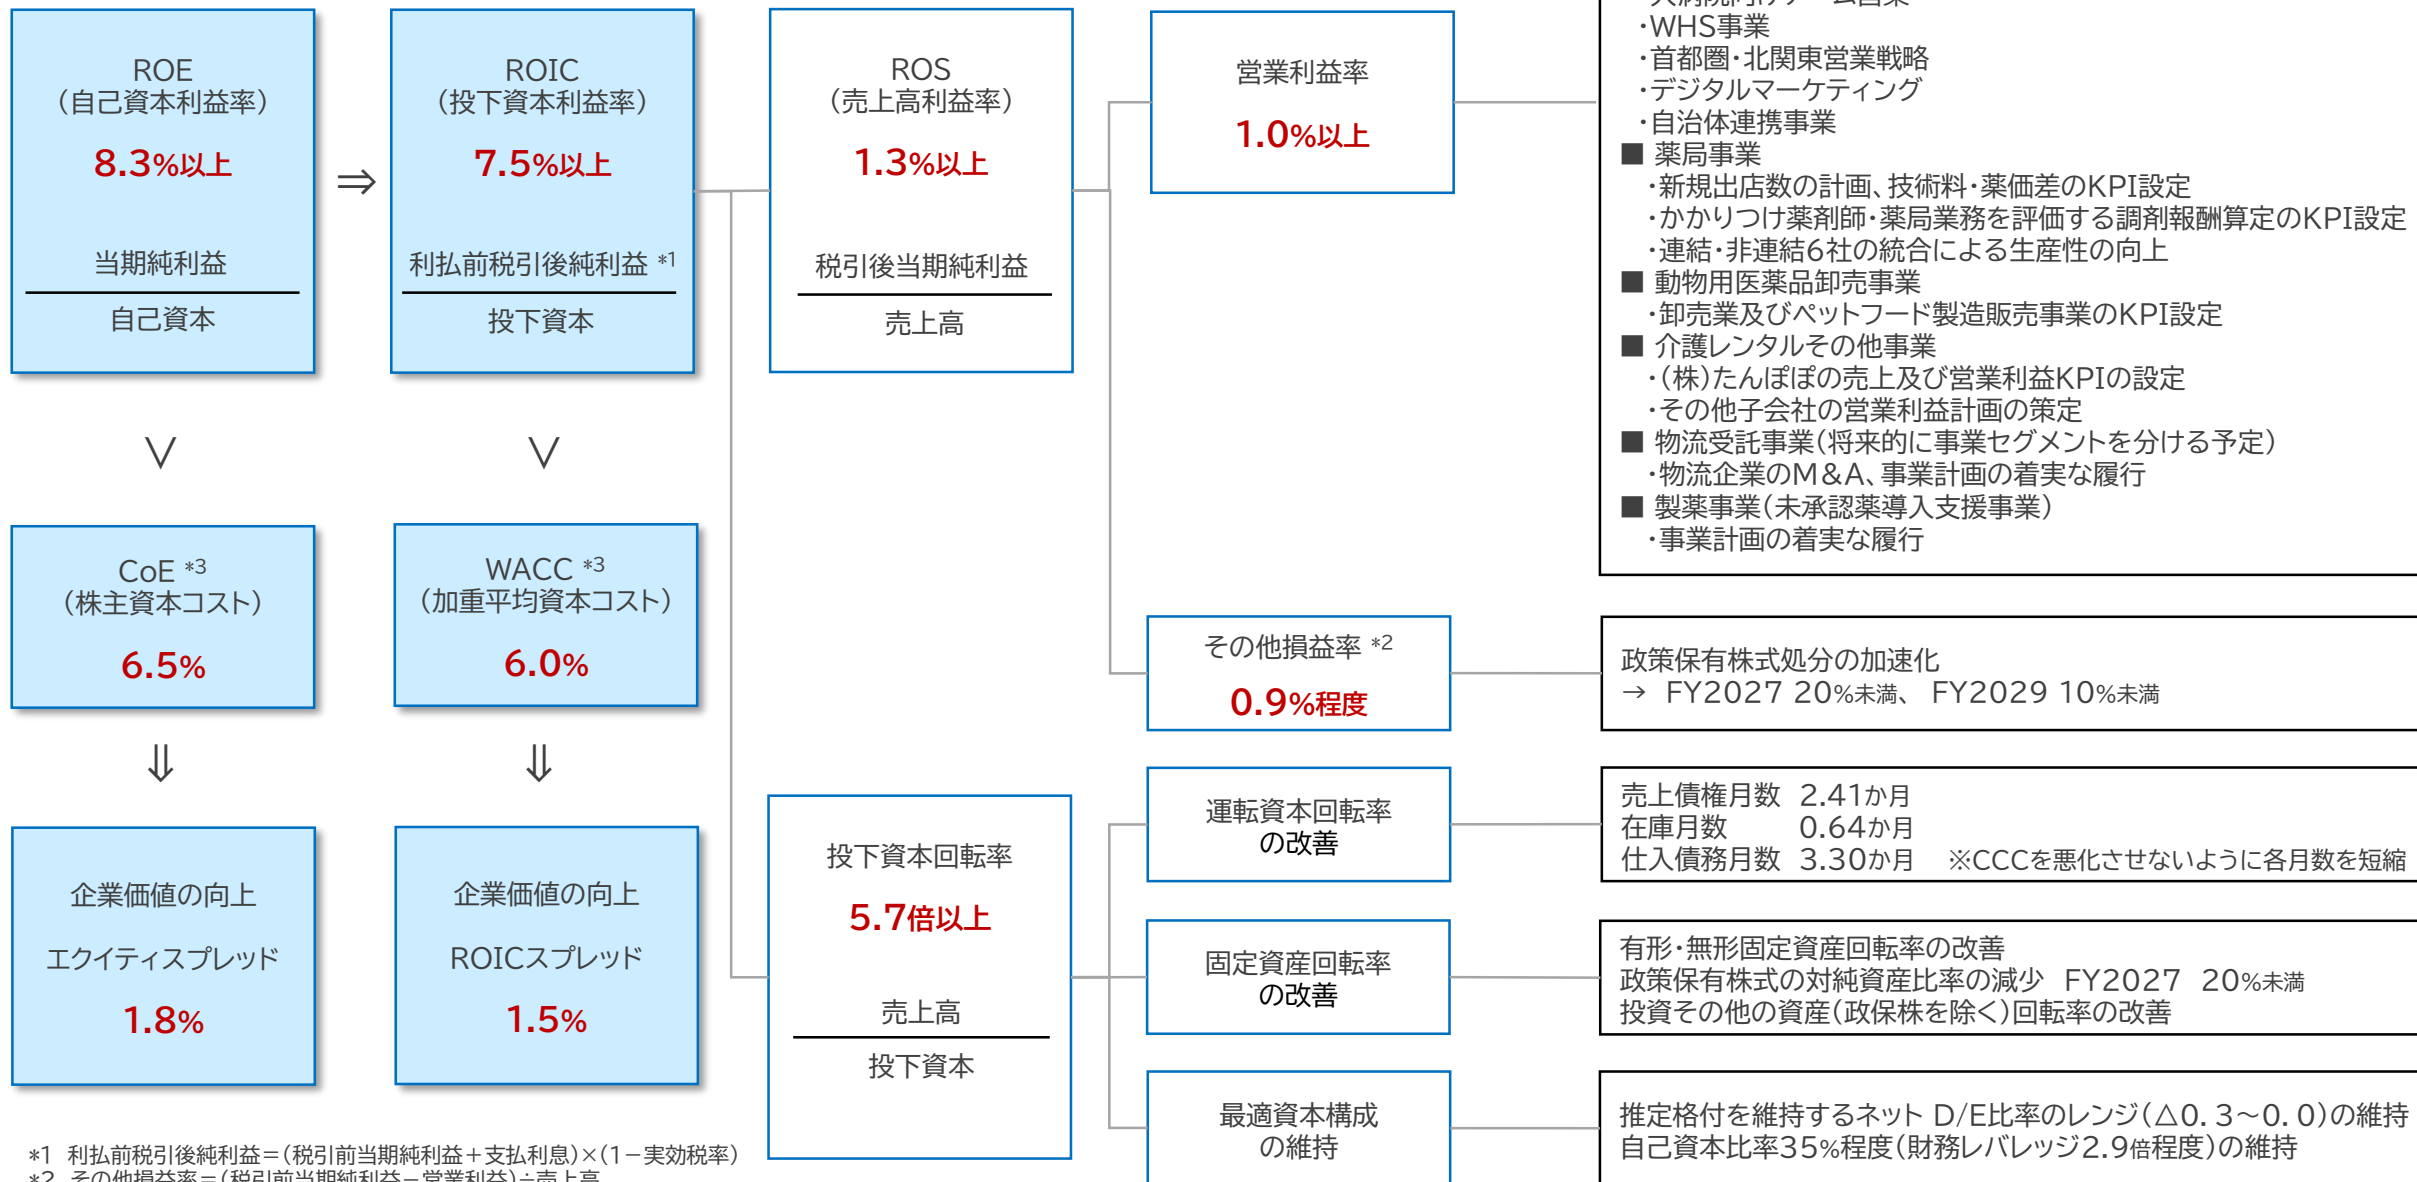 ROE
（自己資本利益率）
8.3%以上
当期純利益
自己資本
⇒
ROIC
（投下資本利益率）
7.5%以上
利払前税引後純利益 *1
投下資本
ROS
（売上高利益率）
1.3%以上
税引後当期純利益
売上高
営業利益率
1.0%以上
・WHS事業
・首都圏・北関東営業戦略
・デジタルマーケティング
・自治体連携事業
■ 薬局事業
・新規出店数の計画、技術料・薬価差のKPI設定
・かかりつけ薬剤師・薬局業務を評価する調剤報酬算定のKPI設定
・連結・非連結6社の統合による生産性の向上
■ 動物用医薬品卸売事業
・卸売業及びペットフード製造販売事業のKPI設定
■ 介護レンタルその他事業
・（株）たんぽぽの売上及び営業利益KPIの設定
・その他子会社の営業利益計画の策定
■ 物流受託事業（将来的に事業セグメントを分ける予定）
・物流企業のM&A、事業計画の着実な履行
■ 製薬事業（未承認薬導入支援事業）
・事業計画の着実な履行
∨
∨
CoE *3
（株主資本コスト）
6.5%
WACC *3
（加重平均資本コスト）
6.0%
その他損益率 *2
0.9%程度
政策保有株式処分の加速化
→ FY2027 20%未満、 FY2029 10%未満
⇓
⇓
企業価値の向上
エクイティスプレッド
1.8%
企業価値の向上
ROICスプレッド
1.5%
投下資本回転率
5.7倍以上
売上高
投下資本
運転資本回転率
の改善
売上債権月数 2.41か月
在庫月数 0.64か月
仕入債務月数 3.30か月 ※CCCを悪化させないように各月数を短縮
固定資産回転率
の改善
有形・無形固定資産回転率の改善
政策保有株式の対純資産比率の減少 FY2027 20%未満
投資その他の資産（政保株を除く）回転率の改善
最適資本構成
の維持
推定格付を維持するネット D/E比率のレンジ（△0.3～0.0）の維持
自己資本比率35%程度（財務レバレッジ2.9倍程度）の維持
*1 利払前税引後純利益＝（税引前当期純利益＋支払利息）×（1－実効税率）
*2 その他損益率＝（税引前当期純利益－営業利益）÷売上高